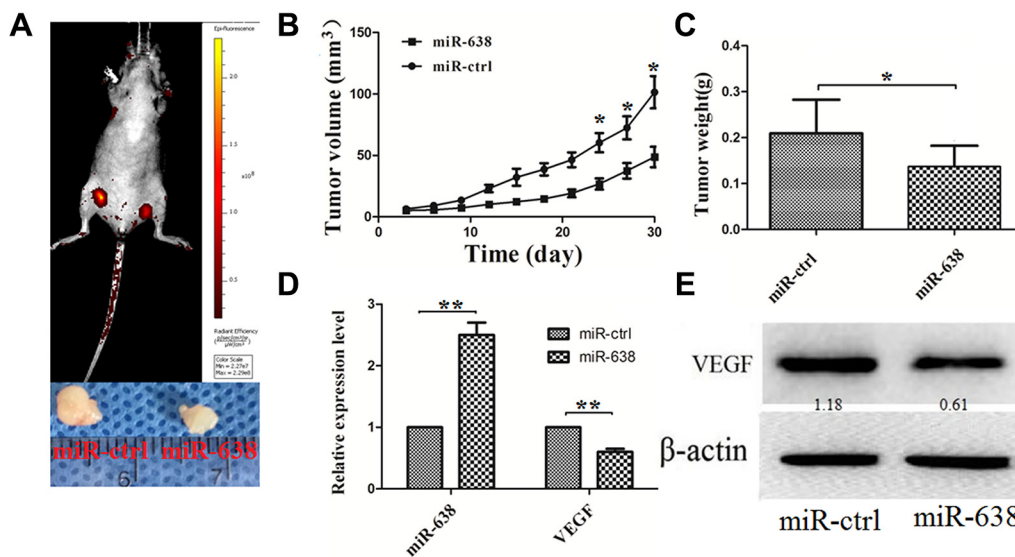 A
Epi-fluorescence
2.0
1.5
x10⁸
1.0
0.5
Radiant Efficiency
Color Scale
Min = 2.27e7
Max = 2.29e8
miR-ctrl
miR-638
6
7
B
Tumor volume (mm³)
150
100
50
0
miR-638
miR-ctrl
*
*
*
0
10
20
30
Time (day)
C
Tumor weight(g)
0.4
0.3
0.2
0.1
0.0
*
miR-ctrl
miR-638
D
Relative expression level
3
2
1
0
**
**
miR-ctrl
miR-638
miR-638
VEGF
E
VEGF
1.18
0.61
β-actin
miR-ctrl
miR-638